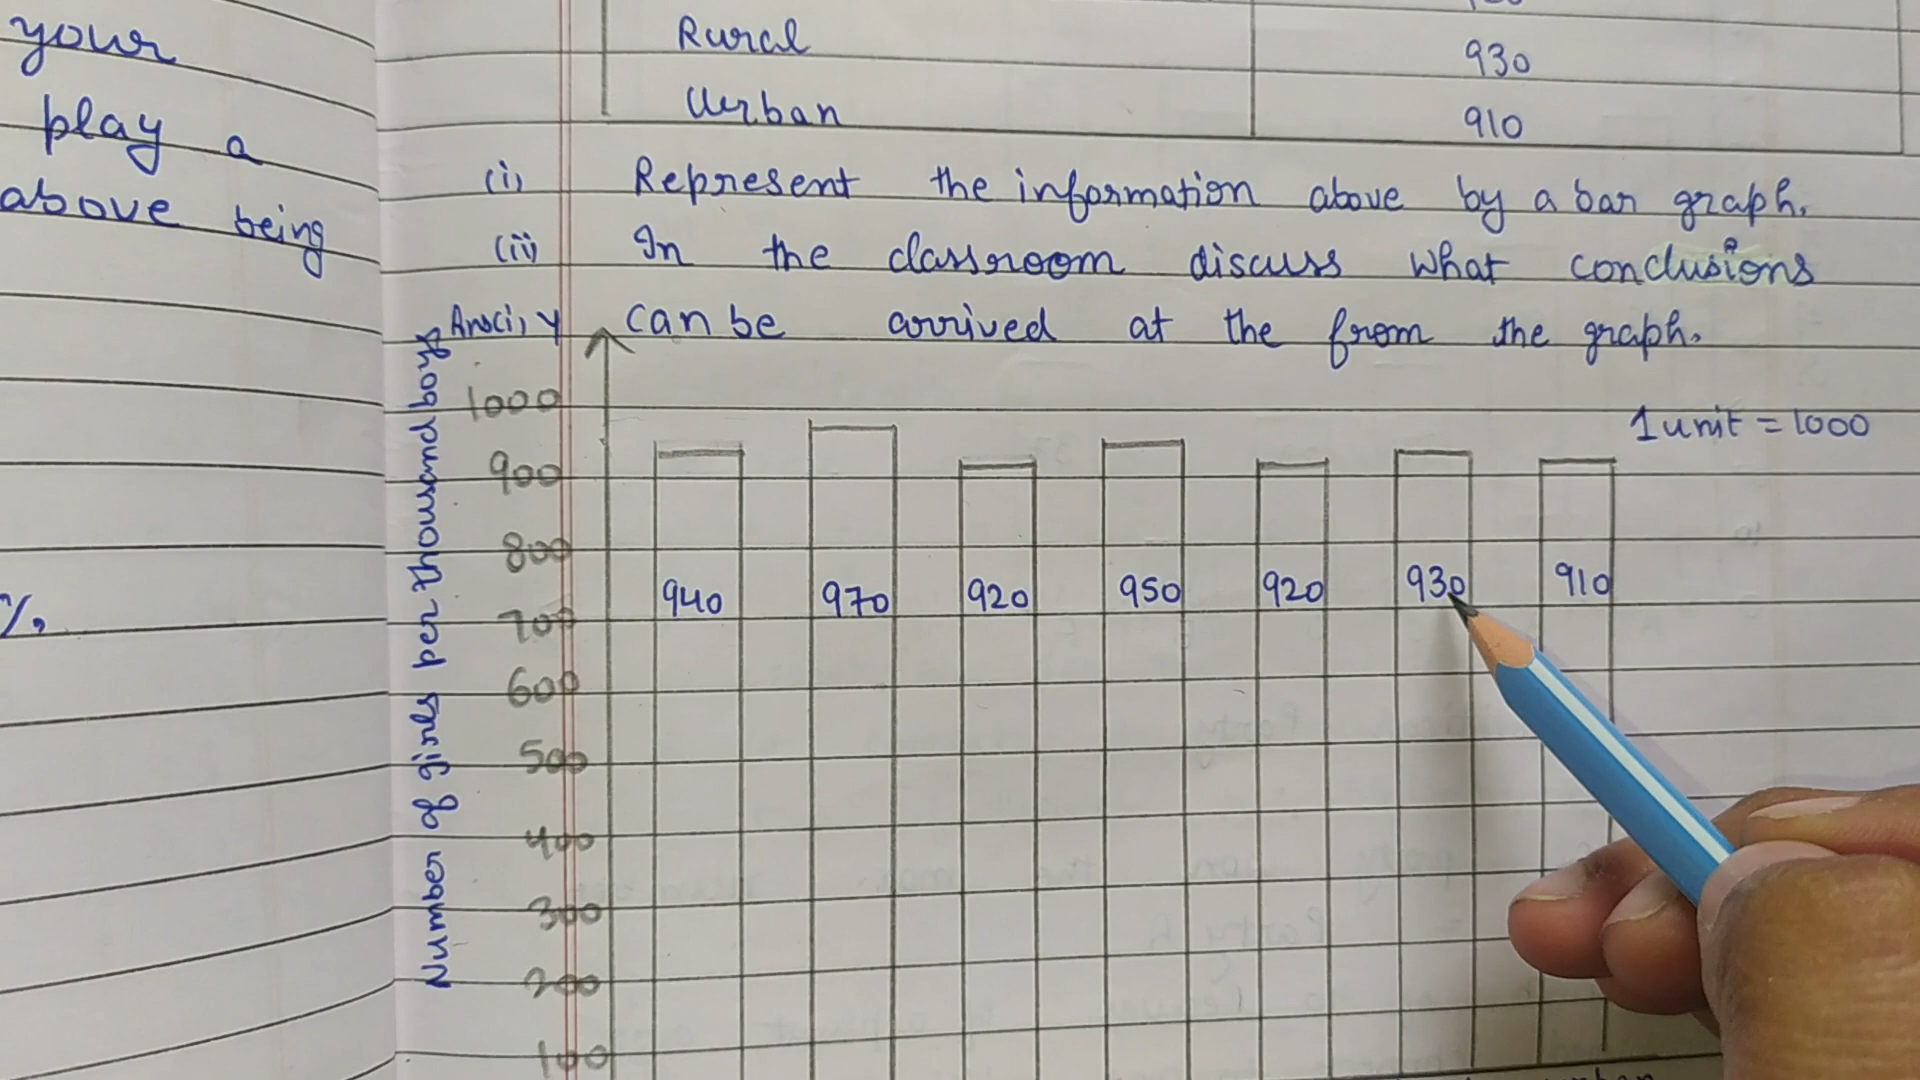 your
play a
above being
%.
Rural 930
Urban 910
(i) Represent the information above by a bar graph.
(ii) In the classroom discuss what conclusions
Ans(i) Y can be arrived at the from the graph.
Number of girls per thousand boys
1 unit = 1000
1000
900
800
700
600
500
400
300
200
100
940 970 920 950 920 930 910